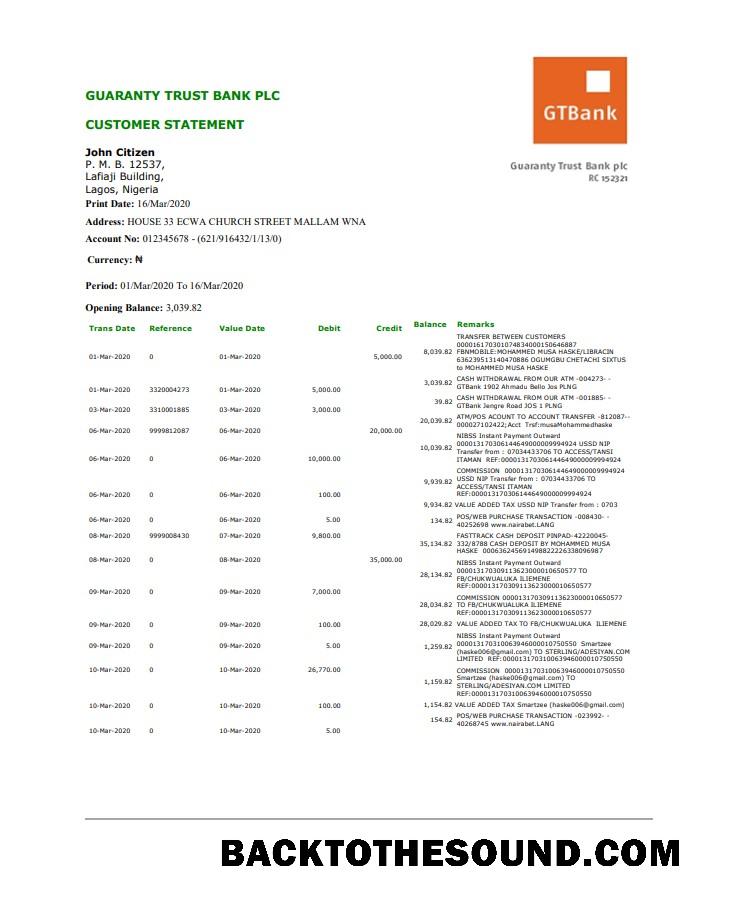 GUARANTY TRUST BANK PLC
CUSTOMER STATEMENT
GTBank
Guaranty Trust Bank plc
RC 152321
John Citizen
P. M. B. 12537,
Lafiaji Building,
Lagos, Nigeria
Print Date: 16/Mar/2020
Address: HOUSE 33 ECWA CHURCH STREET MALLAM WNA
Account No: 012345678 - (621/916432/1/13/0)
Currency: ₦
Period: 01/Mar/2020 To 16/Mar/2020
Opening Balance: 3,039.82
Trans Date Reference Value Date Debit Credit Balance Remarks
TRANSFER BETWEEN CUSTOMERS
000016170301074834000150646887
01-Mar-2020 0 01-Mar-2020 5,000.00 8,039.82 FBNMOBILE:MOHAMMED MUSA HASKE/LIBRACIN
636239513140470886 OGUMGBU CHETACHI SIXTUS
to MOHAMMED MUSA HASKE
3,039.82 CASH WITHDRAWAL FROM OUR ATM -004273- -
01-Mar-2020 3320004273 01-Mar-2020 5,000.00 GTBank 1902 Ahmadu Bello Jos PLNG
39.82 CASH WITHDRAWAL FROM OUR ATM -001885- -
03-Mar-2020 3310001885 03-Mar-2020 3,000.00 GTBank Jengre Road JOS 1 PLNG
20,039.82 ATM/POS ACOUNT TO ACCOUNT TRANSFER -812087--
000027102422;Acct Trsf:musaMohammedhaske
06-Mar-2020 9999812087 06-Mar-2020 20,000.00
NIBSS Instant Payment Outward
10,039.82 000013170306144649000009994924 USSD NIP
Transfer from : 07034433706 TO ACCESS/TANSI
06-Mar-2020 0 06-Mar-2020 10,000.00 ITAMAN REF:000013170306144649000009994924
COMMISSION 000013170306144649000009994924
9,939.82 USSD NIP Transfer from : 07034433706 TO
ACCESS/TANSI ITAMAN
06-Mar-2020 0 06-Mar-2020 100.00 REF:000013170306144649000009994924
9,934.82 VALUE ADDED TAX USSD NIP Transfer from : 0703
06-Mar-2020 0 06-Mar-2020 5.00 134.82 POS/WEB PURCHASE TRANSACTION -008430- -
40252698 www.nairabet.LANG
08-Mar-2020 9999008430 07-Mar-2020 9,800.00 FASTTRACK CASH DEPOSIT PINPAD-42220045-
35,134.82 332/8788 CASH DEPOSIT BY MOHAMMED MUSA
HASKE 000636245691498822226338096987
08-Mar-2020 0 08-Mar-2020 35,000.00 NIBSS Instant Payment Outward
28,134.82 000013170309113623000010650577 TO
FB/CHUKWUALUKA ILIEMENE
09-Mar-2020 0 09-Mar-2020 7,000.00 REF:000013170309113623000010650577
COMMISSION 000013170309113623000010650577
28,034.82 TO FB/CHUKWUALUKA ILIEMENE
REF:000013170309113623000010650577
09-Mar-2020 0 09-Mar-2020 100.00 28,029.82 VALUE ADDED TAX TO FB/CHUKWUALUKA ILIEMENE
NIBSS Instant Payment Outward
09-Mar-2020 0 09-Mar-2020 5.00 1,259.82 000013170310063946000010750550 Smartzee
(haske006@gmail.com) TO STERLING/ADESIYAN.COM
LIMITED REF:000013170310063946000010750550
10-Mar-2020 0 10-Mar-2020 26,770.00 COMMISSION 000013170310063946000010750550
1,159.82 Smartzee (haske006@gmail.com) TO
STERLING/ADESIYAN.COM LIMITED
REF:000013170310063946000010750550
10-Mar-2020 0 10-Mar-2020 100.00 1,154.82 VALUE ADDED TAX Smartzee (haske006@gmail.com)
154.82 POS/WEB PURCHASE TRANSACTION -023992- -
40268745 www.nairabet.LANG
10-Mar-2020 0 10-Mar-2020 5.00
BACKTOTHESOUND.COM